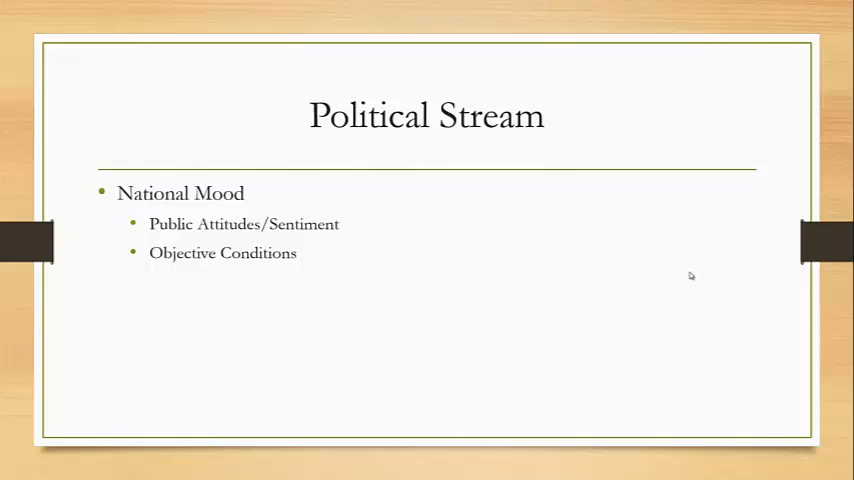 Political Stream
• National Mood
• Public Attitudes/Sentiment
• Objective Conditions